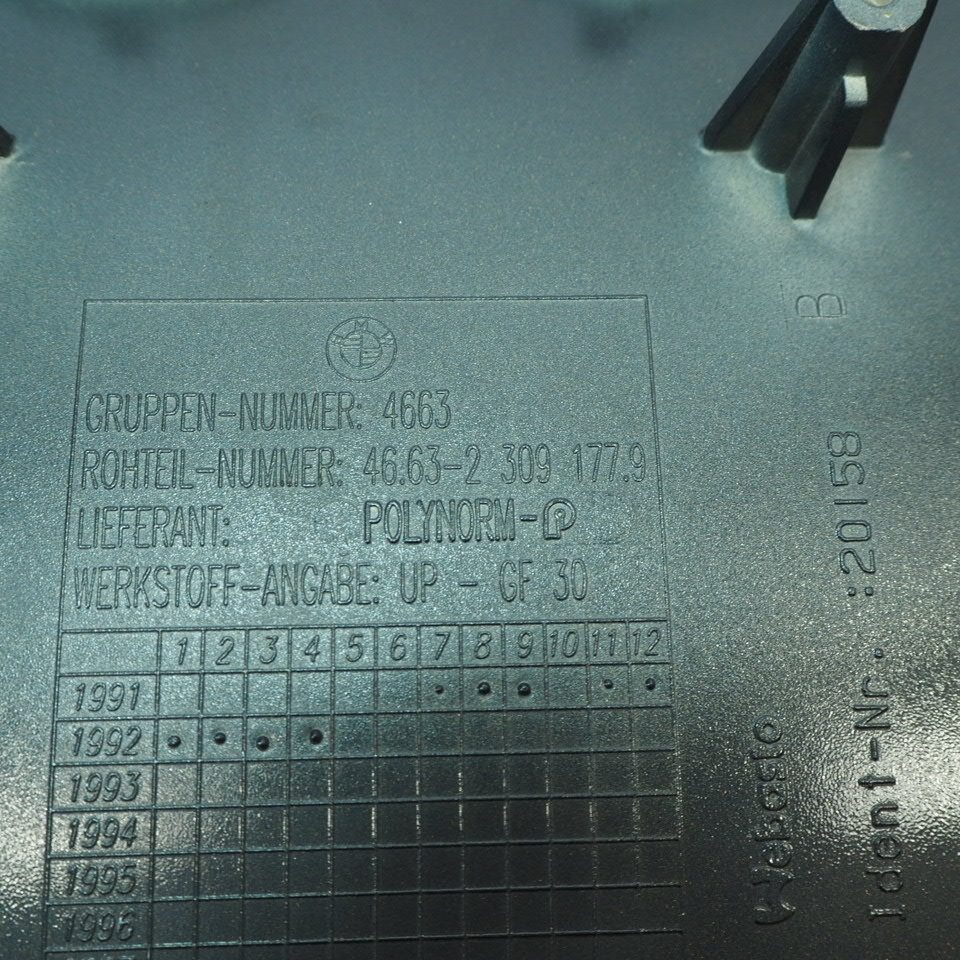 BMW
GRUPPEN-NUMMER: 4663
ROHTEIL-NUMMER: 46.63-2 309 177.9
LIEFERANT: POLYNORM-
WERKSTOFF-ANGABE: UP - GF 30
1 2 3 4 5 6 7 8 9 10 11 12
1991
1992
1993
1994
1995
1996
B
Ident-Nr. :20158